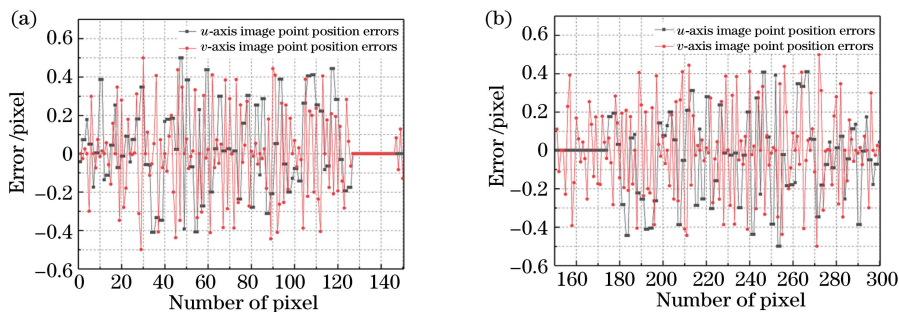 (a)
u-axis image point position errors
v-axis image point position errors
Error /pixel
0.6
0.4
0.2
0
−0.2
−0.4
−0.6
0 20 40 60 80 100 120 140
Number of pixel
(b)
u-axis image point position errors
v-axis image point position errors
Error /pixel
0.6
0.4
0.2
0
−0.2
−0.4
−0.6
160 180 200 220 240 260 280 300
Number of pixel